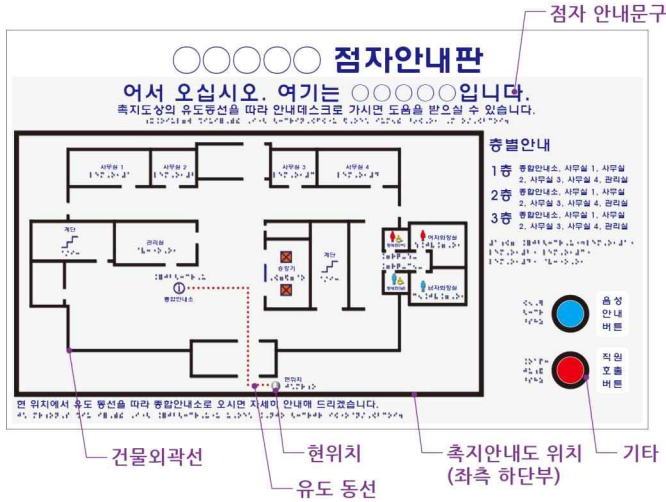 점자 안내문구
○○○○○ 점자안내판
어서 오십시오. 여기는 ○○○○○입니다.
촉지도상의 유도동선을 따라 안내데스크로 가시면 도움을 받으실 수 있습니다.
사무실 1
사무실 2
사무실 3
사무실 4
계단
관리실
승강기
계단
여자화장실
남자화장실
종합안내소
현위치
층별안내
1층 종합안내소, 사무실 1, 사무실
2, 사무실 3, 사무실 4, 관리실
2층 종합안내소, 사무실 1, 사무실
2, 사무실 3, 사무실 4, 관리실
3층 종합안내소, 사무실 1, 사무실
2, 사무실 3, 사무실 4, 관리실
음성
안내
버튼
직원
호출
버튼
현 위치에서 유도 동선을 따라 종합안내소로 오시면 자세히 안내해 드리겠습니다.
건물외곽선
현위치
유도 동선
촉지안내도 위치
(좌측 하단부)
기타